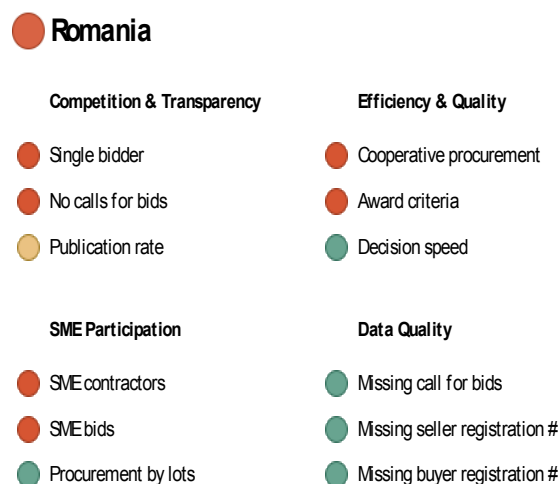 Romania
Competition & Transparency
Single bidder
No calls for bids
Publication rate
Efficiency & Quality
Cooperative procurement
Award criteria
Decision speed
SME Participation
SME contractors
SME bids
Procurement by lots
Data Quality
Missing call for bids
Missing seller registration #
Missing buyer registration #